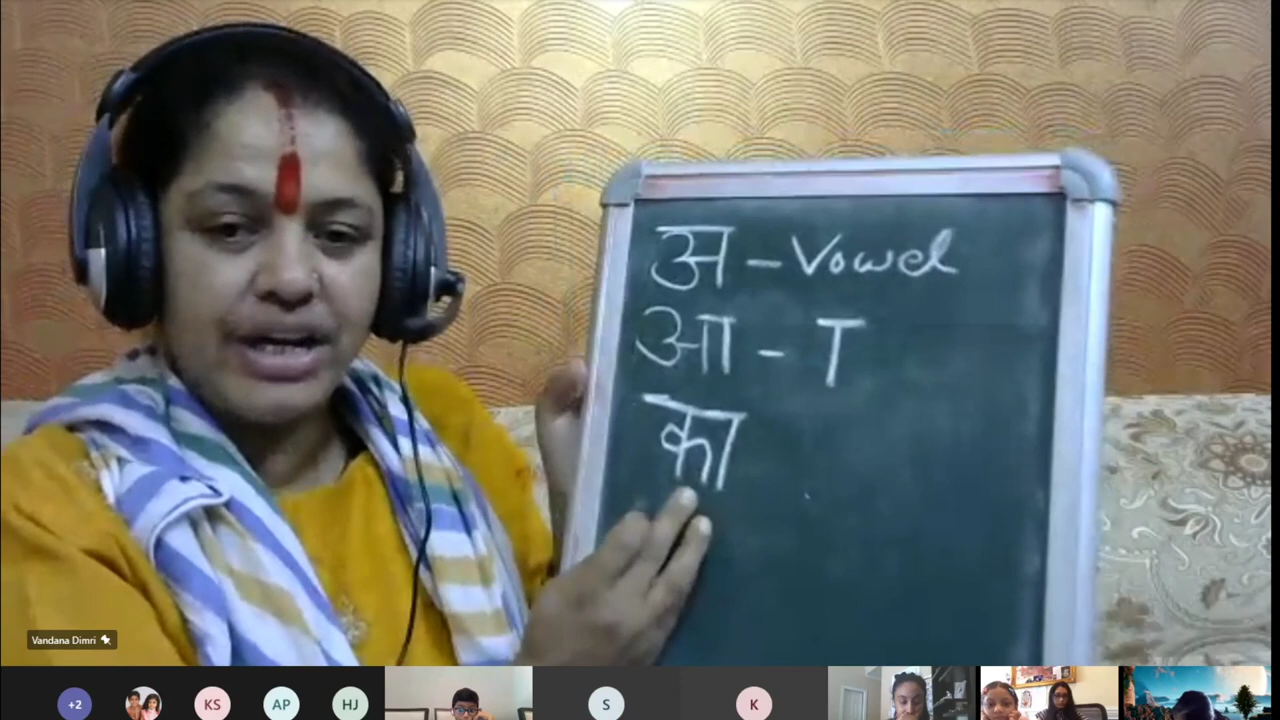 अ - Vowel
आ - T
का
Vandana Dimri
+2
KS
AP
HJ
S
K